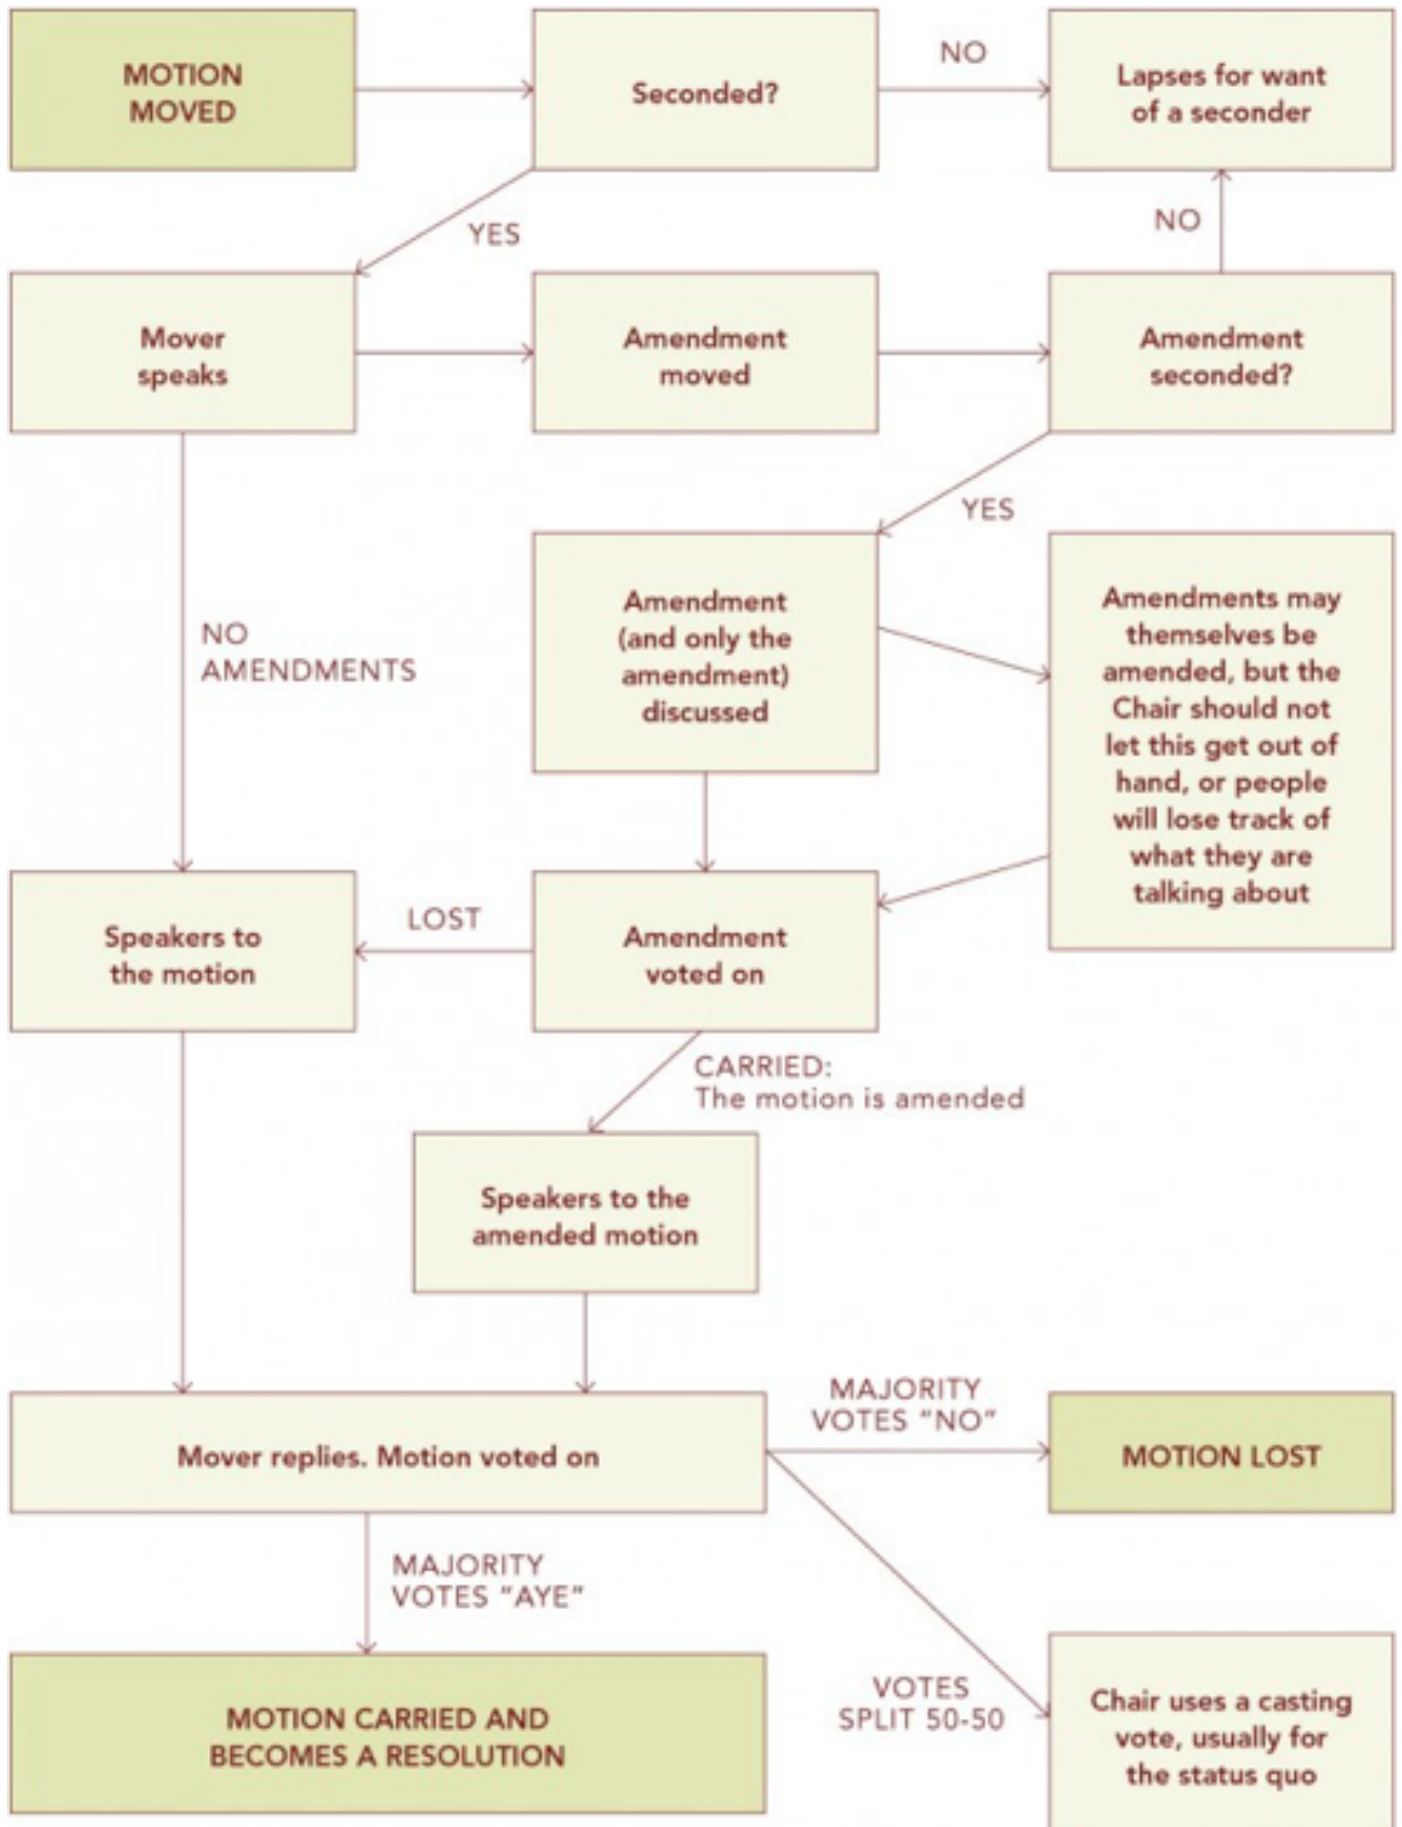 MOTION
MOVED
Seconded?
NO
Lapses for want
of a seconder
YES
NO
Mover
speaks
Amendment
moved
Amendment
seconded?
YES
NO
AMENDMENTS
Amendment
(and only the
amendment)
discussed
Amendments may
themselves be
amended, but the
Chair should not
let this get out of
hand, or people
will lose track of
what they are
talking about
Speakers to
the motion
LOST
Amendment
voted on
CARRIED:
The motion is amended
Speakers to the
amended motion
Mover replies. Motion voted on
MAJORITY
VOTES “NO”
MOTION LOST
MAJORITY
VOTES “AYE”
VOTES
SPLIT 50-50
MOTION CARRIED AND
BECOMES A RESOLUTION
Chair uses a casting
vote, usually for
the status quo